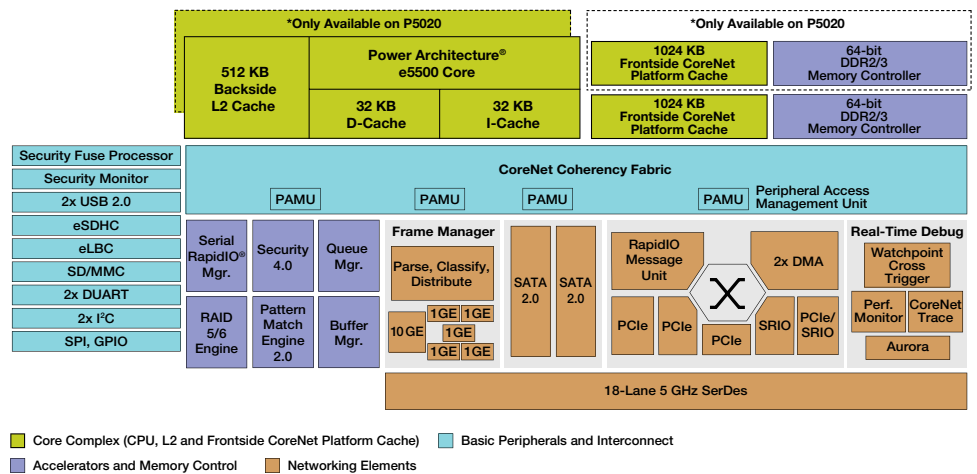 *Only Available on P5020
512 KB
Backside
L2 Cache
Power Architecture®
e5500 Core
32 KB
D-Cache
32 KB
I-Cache
*Only Available on P5020
1024 KB
Frontside CoreNet
Platform Cache
64-bit
DDR2/3
Memory Controller
1024 KB
Frontside CoreNet
Platform Cache
64-bit
DDR2/3
Memory Controller
Security Fuse Processor
Security Monitor
2x USB 2.0
eSDHC
eLBC
SD/MMC
2x DUART
2x I²C
SPI, GPIO
CoreNet Coherency Fabric
PAMU
PAMU
PAMU
PAMU
Peripheral Access
Management Unit
Serial
RapidIO®
Mgr.
Security
4.0
Queue
Mgr.
RAID
5/6
Engine
Pattern
Match
Engine
2.0
Buffer
Mgr.
Frame Manager
Parse, Classify,
Distribute
10 GE
1GE
1GE
1GE
1GE
1GE
SATA
2.0
SATA
2.0
RapidIO
Message
Unit
2x DMA
PCIe
PCIe
PCIe
SRIO
PCIe/
SRIO
Real-Time Debug
Watchpoint
Cross
Trigger
Perf.
Monitor
CoreNet
Trace
Aurora
18-Lane 5 GHz SerDes
Core Complex (CPU, L2 and Frontside CoreNet Platform Cache)
Basic Peripherals and Interconnect
Accelerators and Memory Control
Networking Elements